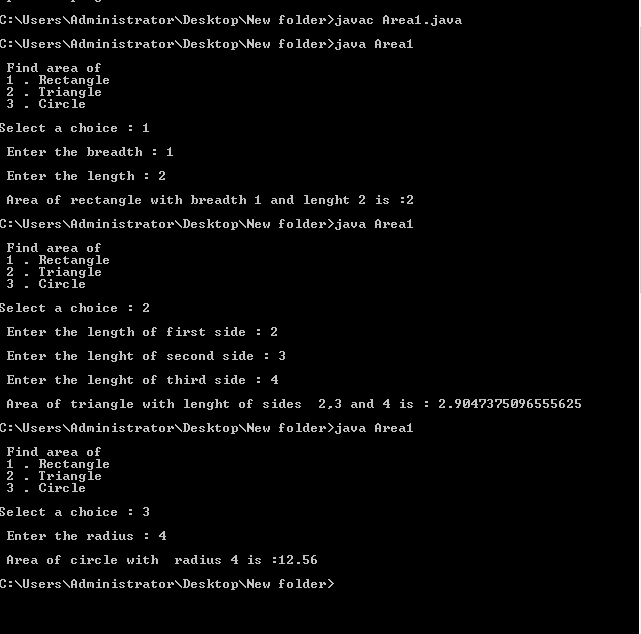 C:\Users\Administrator\Desktop\New folder>javac Area1.java
C:\Users\Administrator\Desktop\New folder>java Area1
Find area of
1 . Rectangle
2 . Triangle
3 . Circle
Select a choice : 1
Enter the breadth : 1
Enter the length : 2
Area of rectangle with breadth 1 and lenght 2 is :2
C:\Users\Administrator\Desktop\New folder>java Area1
Find area of
1 . Rectangle
2 . Triangle
3 . Circle
Select a choice : 2
Enter the length of first side : 2
Enter the lenght of second side : 3
Enter the lenght of third side : 4
Area of triangle with lenght of sides  2,3 and 4 is : 2.9047375096555625
C:\Users\Administrator\Desktop\New folder>java Area1
Find area of
1 . Rectangle
2 . Triangle
3 . Circle
Select a choice : 3
Enter the radius : 4
Area of circle with  radius 4 is :12.56
C:\Users\Administrator\Desktop\New folder>